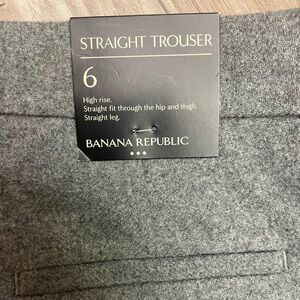 STRAIGHT TROUSER
6
High rise.
Straight fit through the hip and thigh.
Straight leg.
BANANA REPUBLIC